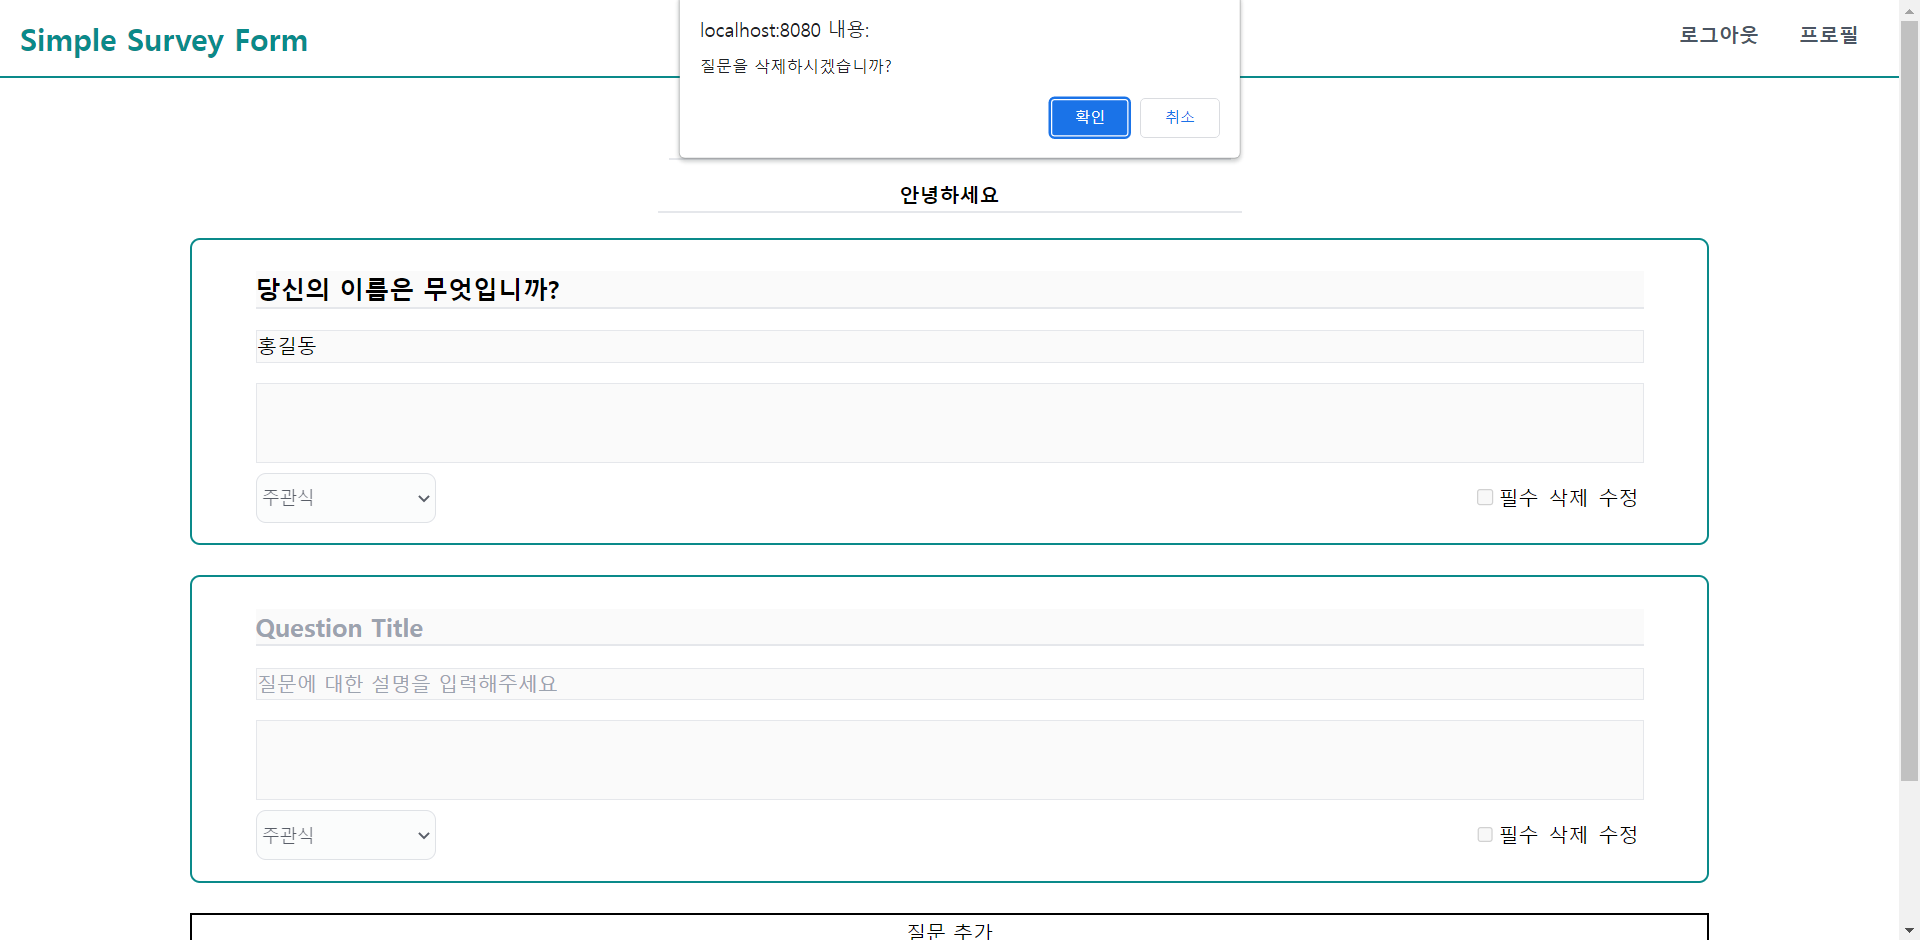 Simple Survey Form
로그아웃 프로필
localhost:8080 내용:
질문을 삭제하시겠습니까?
확인 취소
안녕하세요
당신의 이름은 무엇입니까?
홍길동
주관식
필수 삭제 수정
Question Title
질문에 대한 설명을 입력해주세요
주관식
필수 삭제 수정
질문 추가